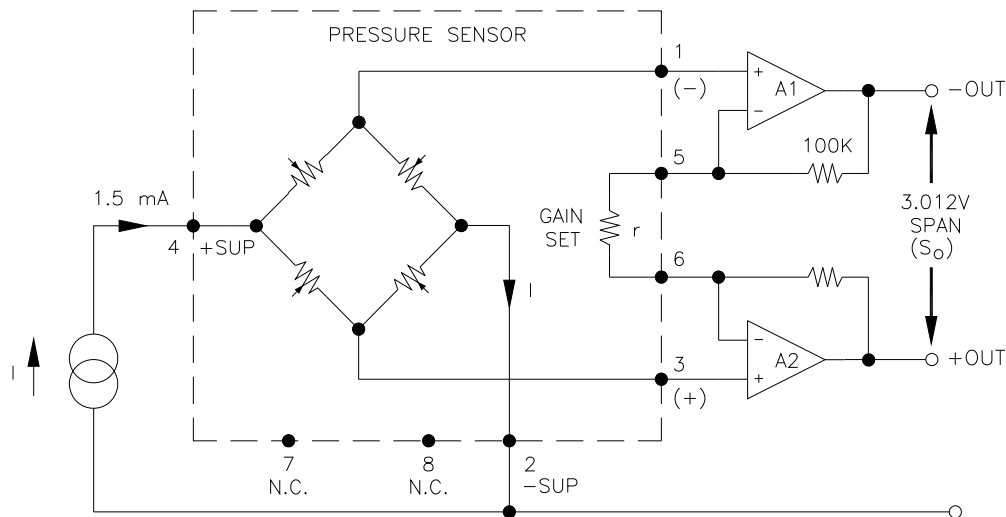 PRESSURE SENSOR
1
(-)
+
A1
-
-OUT
5
100K
1.5 mA
GAIN
SET
r
3.012V
SPAN
(So)
4
+SUP
6
I
I
-
A2
+
+OUT
3
(+)
7
N.C.
8
N.C.
2
-SUP